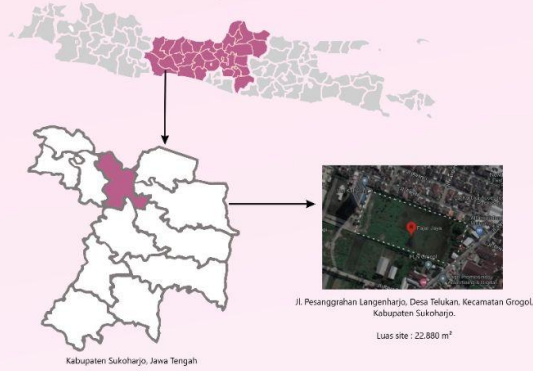 Jl. Pesanggrahan Langenharjo, Desa Telukan, Kecamatan Grogol,
Kabupaten Sukoharjo.
Luas site : 22.880 m²
Kabupaten Sukoharjo, Jawa Tengah